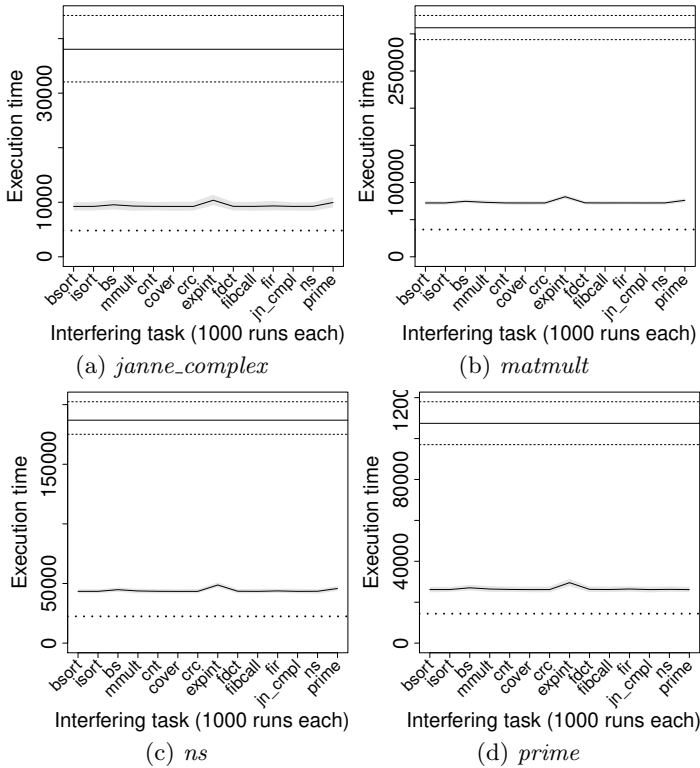 Execution time
0
10000
30000
bsort
isort
bs
mmult
cnt
cover
crc
expint
fdct
fibcall
fir
jn_cmpl
ns
prime
Interfering task (1000 runs each)
(a) janne_complex
Execution time
0
100000
250000
bsort
isort
bs
mmult
cnt
cover
crc
expint
fdct
fibcall
fir
jn_cmpl
ns
prime
Interfering task (1000 runs each)
(b) matmult
Execution time
0
50000
150000
bsort
isort
bs
mmult
cnt
cover
crc
expint
fdct
fibcall
fir
jn_cmpl
ns
prime
Interfering task (1000 runs each)
(c) ns
Execution time
0
40000
80000
bsort
isort
bs
mmult
cnt
cover
crc
expint
fdct
fibcall
fir
jn_cmpl
ns
prime
Interfering task (1000 runs each)
(d) prime